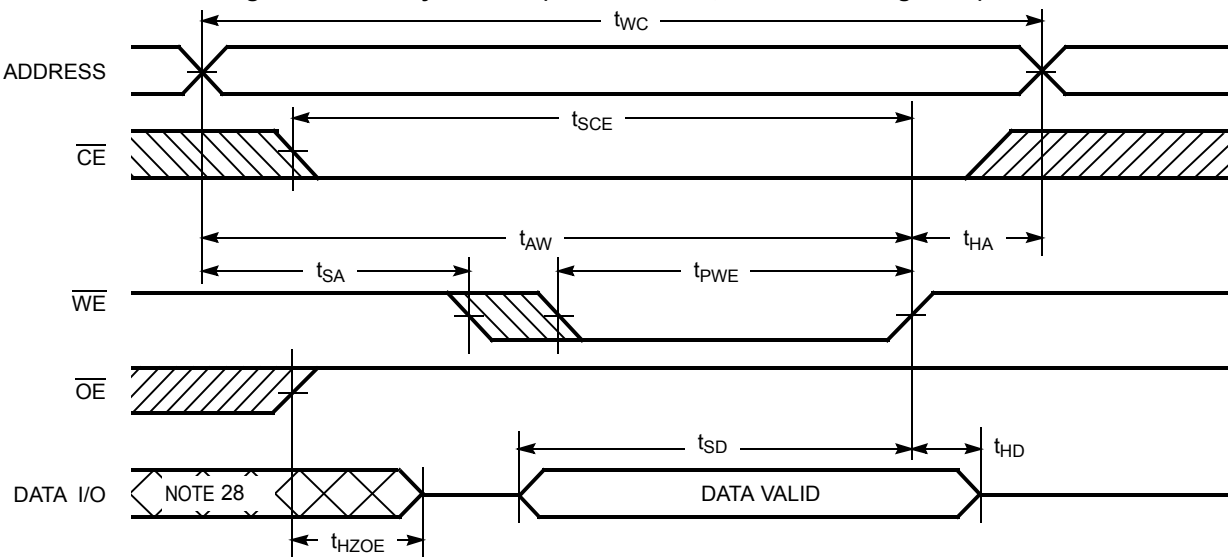 tWC
ADDRESS
tSCE
CE
tAW
tHA
tSA
tPWE
WE
OE
tSD
tHD
DATA I/O
NOTE 28
DATA VALID
tHZOE